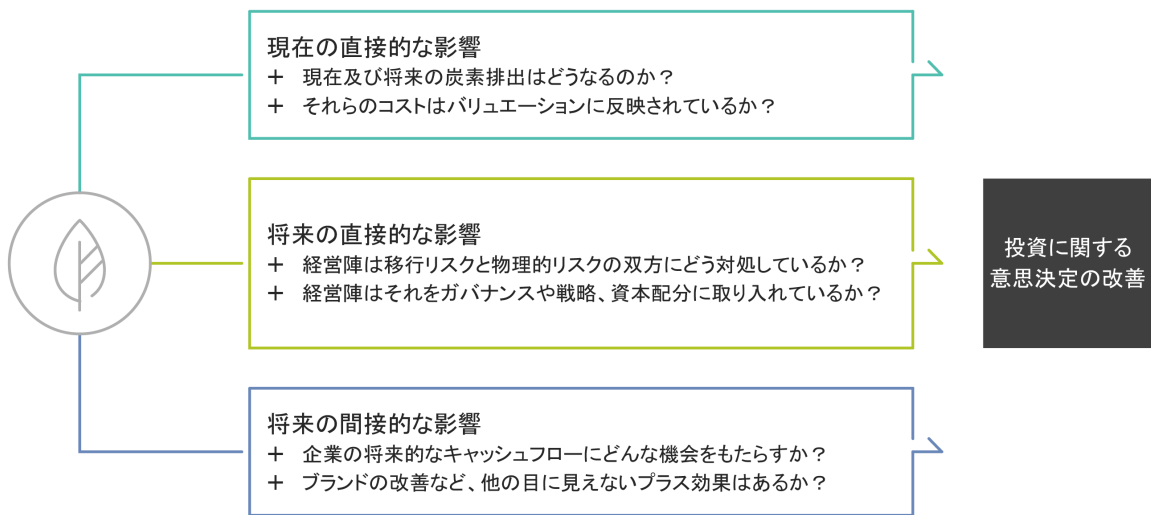 現在の直接的な影響
+ 現在及び将来の炭素排出はどうなるのか？
+ それらのコストはバリュエーションに反映されているか？
将来の直接的な影響
+ 経営陣は移行リスクと物理的リスクの双方にどう対処しているか？
+ 経営陣はそれをガバナンスや戦略、資本配分に取り入れているか？
投資に関する
意思決定の改善
将来の間接的な影響
+ 企業の将来的なキャッシュフローにどんな機会をもたらすか？
+ ブランドの改善など、他の目に見えないプラス効果はあるか？